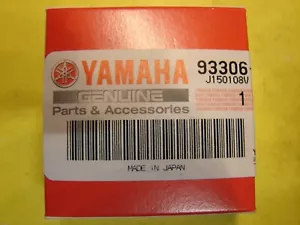 YAMAHA 93306-
J150108V
GENUINE
Parts & Accessories 1
MADE IN JAPAN